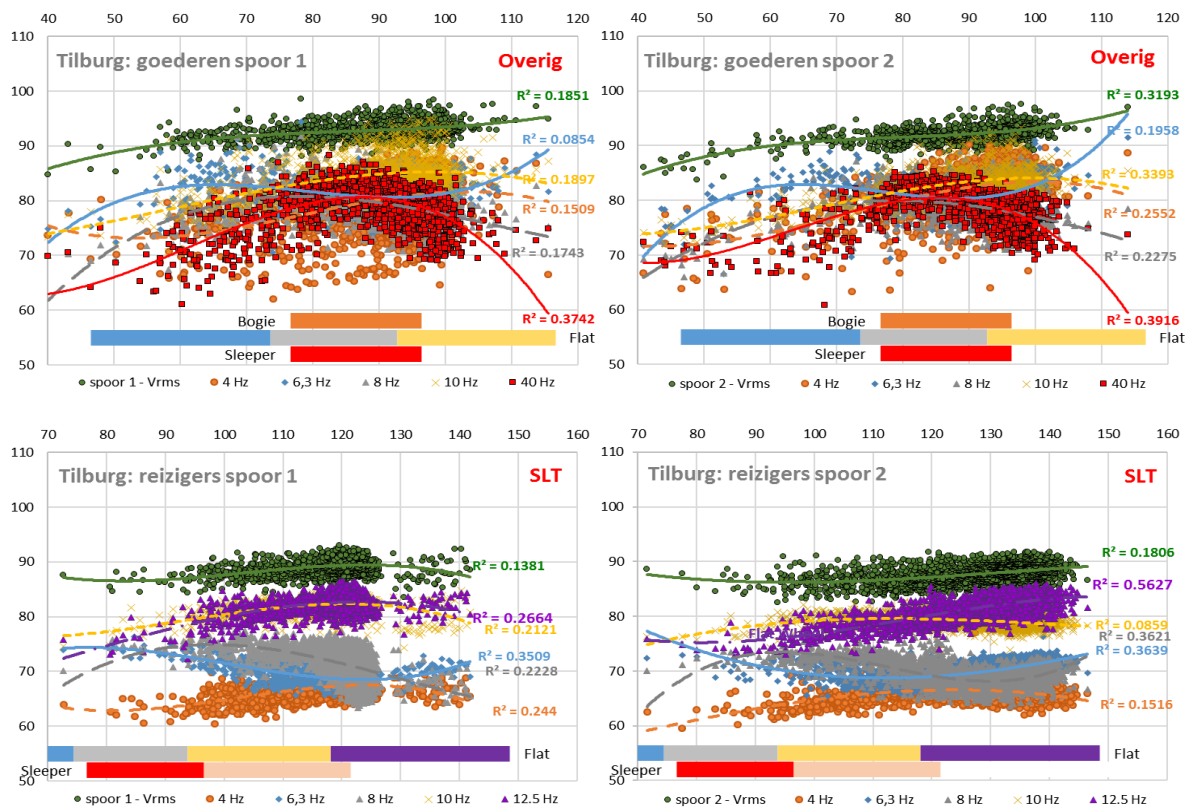 40 50 60 70 80 90 100 110 120
110
Tilburg: goederen spoor 1 Overig
100
R² = 0.1851
90
R² = 0.0854
R² = 0.1897
80
R² = 0.1509
70
R² = 0.1743
60
Bogie
R² = 0.3742
Flat
Sleeper
50
spoor 1 - Vrms 4 Hz 6,3 Hz 8 Hz 10 Hz 40 Hz
40 50 60 70 80 90 100 110 120
110
Tilburg: goederen spoor 2 Overig
100
R² = 0.3193
R² = 0.1958
90
R² = 0.3393
80
R² = 0.2552
R² = 0.2275
70
60
Bogie
R² = 0.3916
Flat
Sleeper
50
spoor 2 - Vrms 4 Hz 6,3 Hz 8 Hz 10 Hz 40 Hz
70 80 90 100 110 120 130 140 150 160
110
Tilburg: reizigers spoor 1 SLT
100
90
R² = 0.1381
80
R² = 0.2664
R² = 0.2121
70
R² = 0.3509
R² = 0.2228
60
R² = 0.244
Flat
Sleeper
50
spoor 1 - Vrms 4 Hz 6,3 Hz 8 Hz 10 Hz 12.5 Hz
70 80 90 100 110 120 130 140 150 160
110
Tilburg: reizigers spoor 2 SLT
100
90
R² = 0.1806
R² = 0.5627
80
R² = 0.0859
R² = 0.3621
70
R² = 0.3639
60
R² = 0.1516
Flat
Sleeper
50
spoor 2 - Vrms 4 Hz 6,3 Hz 8 Hz 10 Hz 12.5 Hz